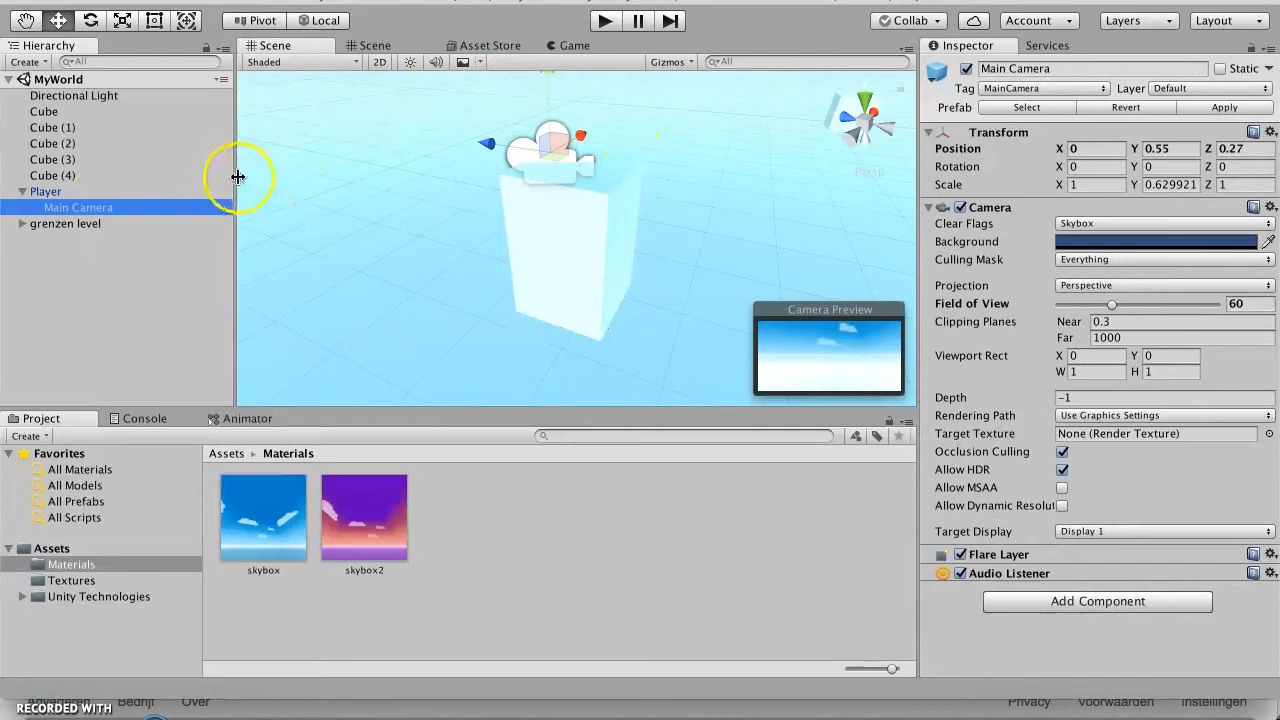 Pivot Local Collab Account Layers Layout
Hierarchy Scene Scene Asset Store Game Inspector Services
Create All Shaded 2D Gizmos All Main Camera Static
MyWorld Tag MainCamera Layer Default
Directional Light Prefab Select Revert Apply
Cube Transform
Cube (1) Position X 0 Y 0.55 Z 0.27
Cube (2) Rotation X 0 Y 0 Z 0
Cube (3) Scale X 1 Y 0.629921 Z 1
Cube (4) Persp
Player
Main Camera Camera
grenzen level Clear Flags Skybox
Background
Culling Mask Everything
Projection Perspective
Field of View 60
Camera Preview Clipping Planes Near 0.3
Far 1000
Viewport Rect X 0 Y 0
W 1 H 1
Depth -1
Project Console Animator Rendering Path Use Graphics Settings
Create Target Texture None (Render Texture)
Favorites Assets Materials Occlusion Culling
All Materials Allow HDR
All Models Allow MSAA
All Prefabs Allow Dynamic Resolut
All Scripts Target Display Display 1
Assets Flare Layer
Materials skybox skybox2 Audio Listener
Textures
Unity Technologies Add Component
Bedrijf Over Privacy Voorwaarden Instellingen
RECORDED WITH